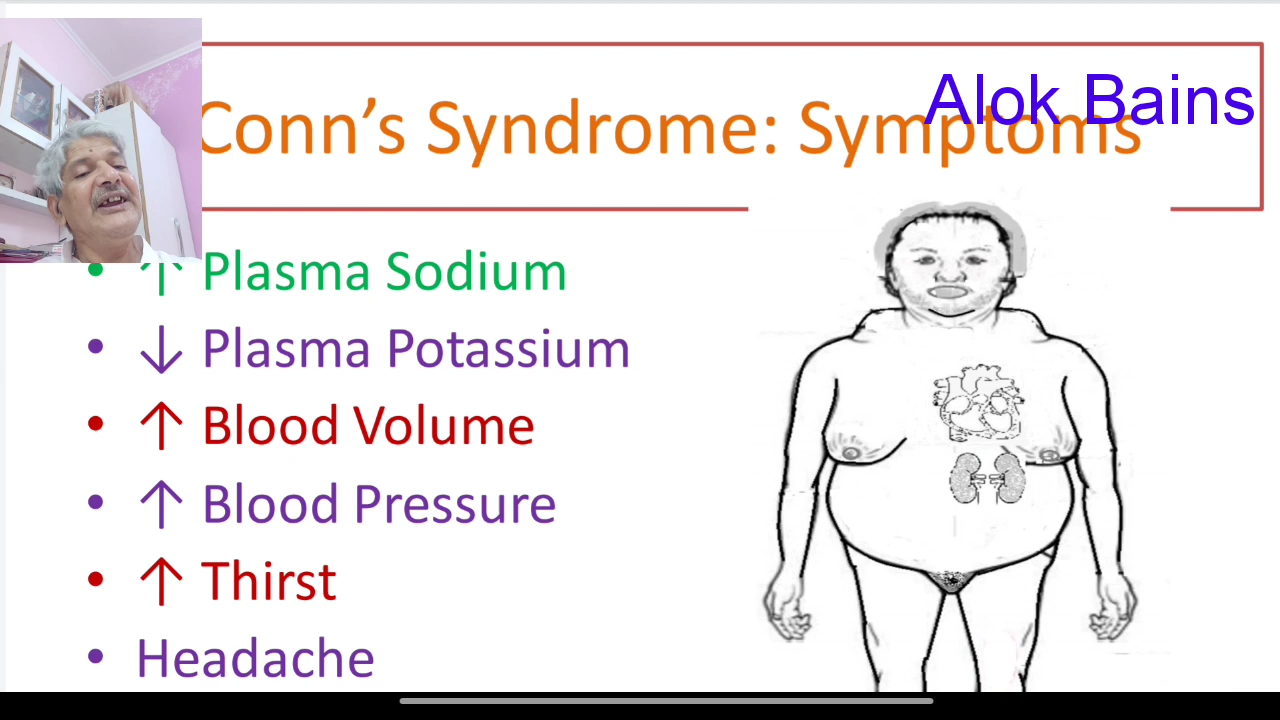 Conn’s Syndrome: Symptoms
Alok Bains
• ↑ Plasma Sodium
• ↓ Plasma Potassium
• ↑ Blood Volume
• ↑ Blood Pressure
• ↑ Thirst
• Headache